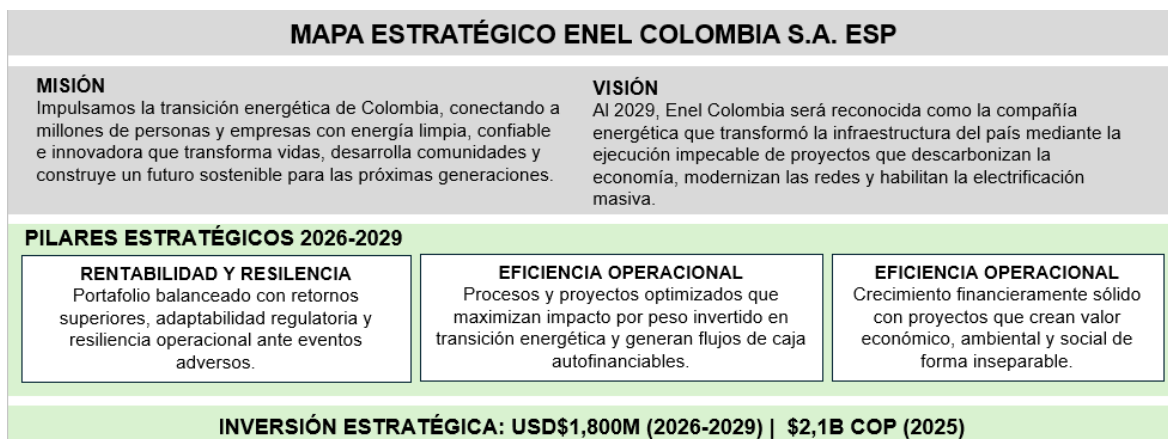 MAPA ESTRATÉGICO ENEL COLOMBIA S.A. ESP
MISIÓN
Impulsamos la transición energética de Colombia, conectando a
millones de personas y empresas con energía limpia, confiable
e innovadora que transforma vidas, desarrolla comunidades y
construye un futuro sostenible para las próximas generaciones.
VISIÓN
Al 2029, Enel Colombia será reconocida como la compañía
energética que transformó la infraestructura del país mediante la
ejecución impecable de proyectos que descarbonizan la
economía, modernizan las redes y habilitan la electrificación
masiva.
PILARES ESTRATÉGICOS 2026-2029
RENTABILIDAD Y RESILENCIA
Portafolio balanceado con retornos
superiores, adaptabilidad regulatoria y
resiliencia operacional ante eventos
adversos.
EFICIENCIA OPERACIONAL
Procesos y proyectos optimizados que
maximizan impacto por peso invertido en
transición energética y generan flujos de caja
autofinanciables.
EFICIENCIA OPERACIONAL
Crecimiento financieramente sólido
con proyectos que crean valor
económico, ambiental y social de
forma inseparable.
INVERSIÓN ESTRATÉGICA: USD$1,800M (2026-2029) | $2,1B COP (2025)